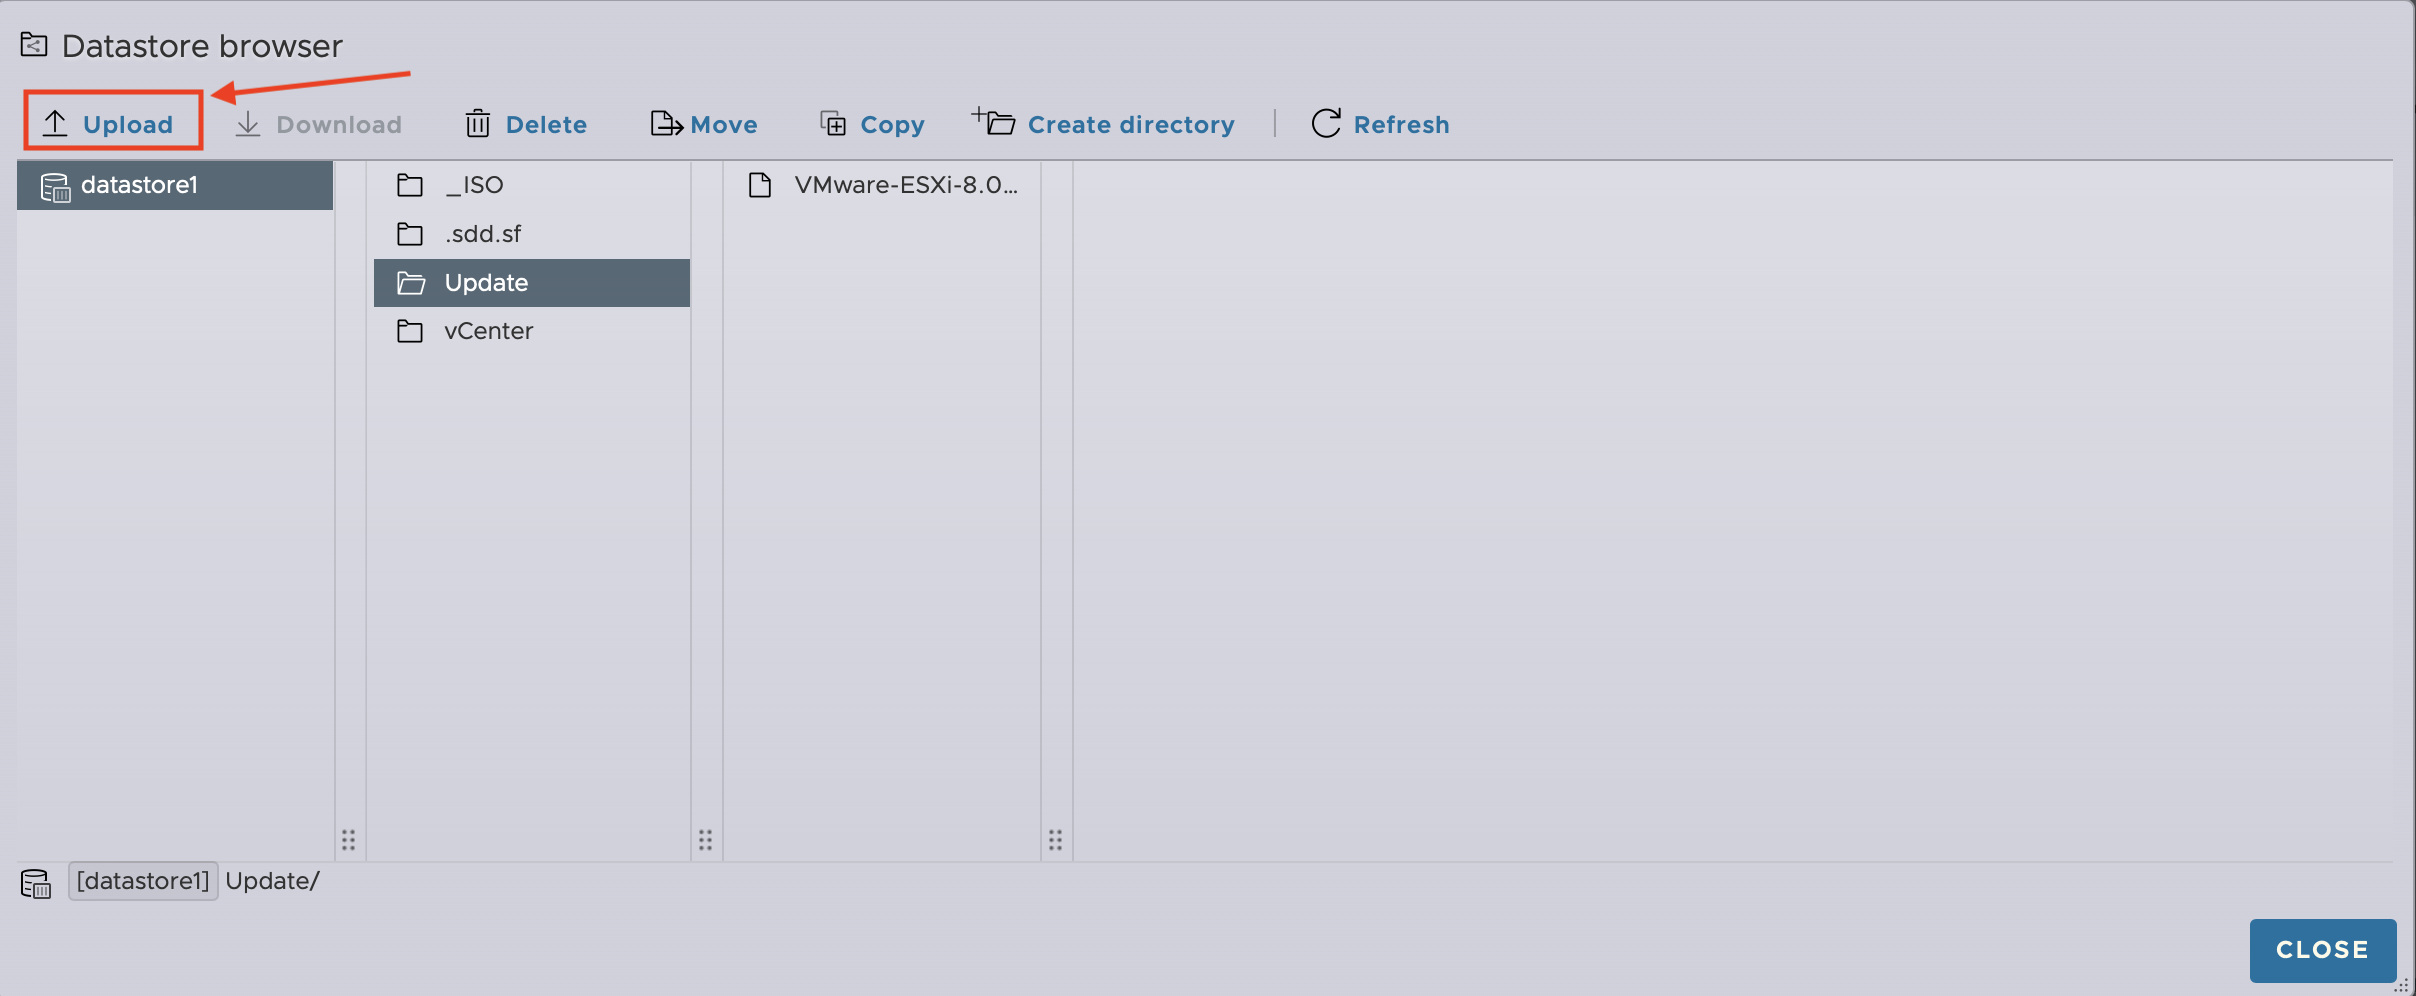 Datastore browser
Upload Download Delete Move Copy Create directory Refresh
datastore1 _ISO VMware-ESXi-8.0...
.sdd.sf
Update
vCenter
[datastore1] Update/
CLOSE